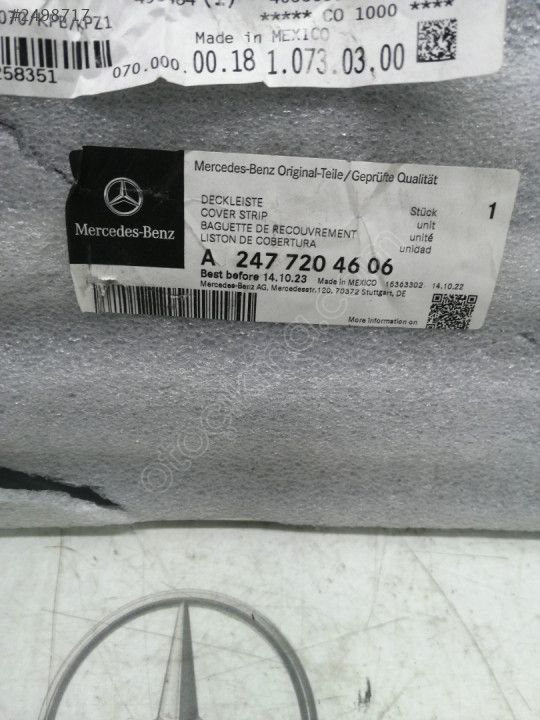 #2498717
***** CO 1000 ****
Made in MEXICO
258351
070.000.00.18 1.073.03,00
Mercedes-Benz
Mercedes-Benz Original-Teile/Geprüfte Qualität
DECKLEISTE Stück 1
COVER STRIP unit
BAGUETTE DE RECOUVREMENT unité
LISTON DE COBERTURA unidad
A 247 720 46 06
Best before 14.10.23 Made in MEXICO 15363302 14.10.22
Mercedes-Benz AG, Mercedesstr.120, 70372 Stuttgart, DE
More information on